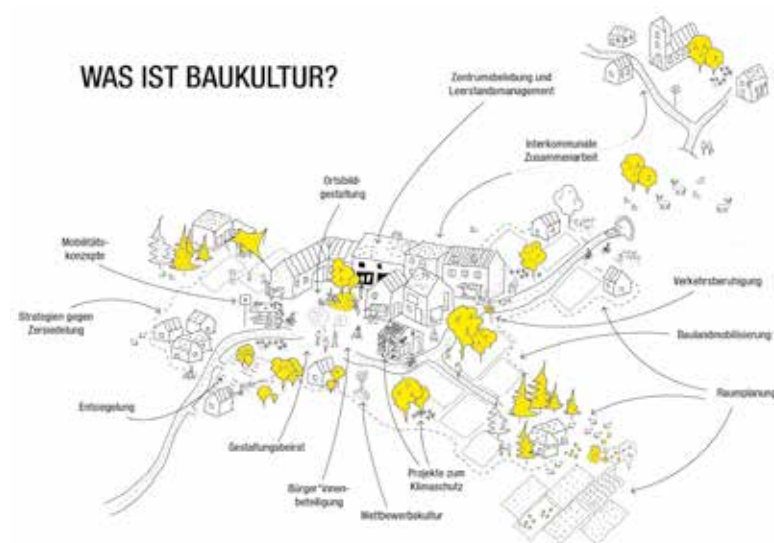 WAS IST BAUKULTUR?
Zentrumsbelebung und
Leerstandsmanagement
Interkommunale
Zusammenarbeit
Ortsbild-
gestaltung
Mobilitäts-
konzepte
Strategien gegen
Zersiedelung
Verkehrsberuhigung
Baulandmobilisierung
Raumplanung
Entsiegelung
Gestaltungsbeirat
Bürger*innen-
beteiligung
Wettbewerbskultur
Projekte zum
Klimaschutz